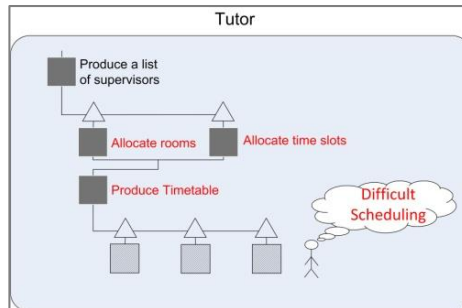 Tutor
Produce a list
of supervisors
Allocate rooms
Allocate time slots
Produce Timetable
Difficult
Scheduling